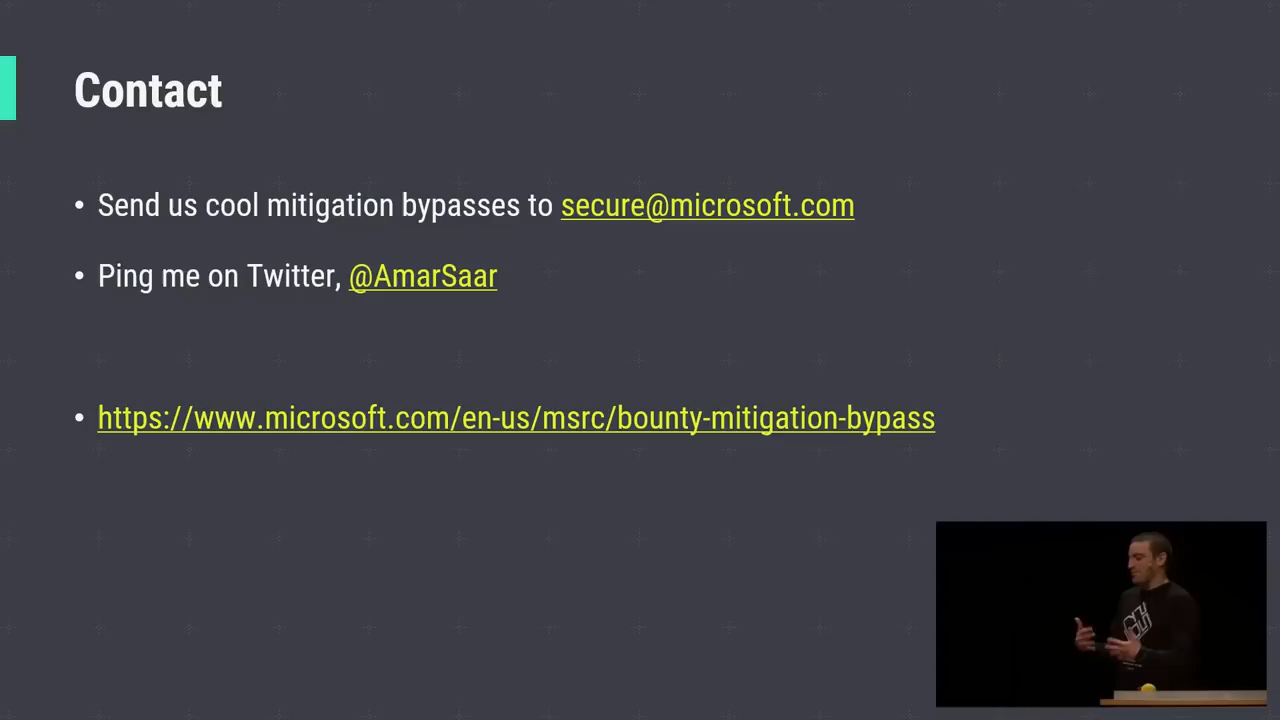 Contact
• Send us cool mitigation bypasses to secure@microsoft.com
• Ping me on Twitter, @AmarSaar
• https://www.microsoft.com/en-us/msrc/bounty-mitigation-bypass